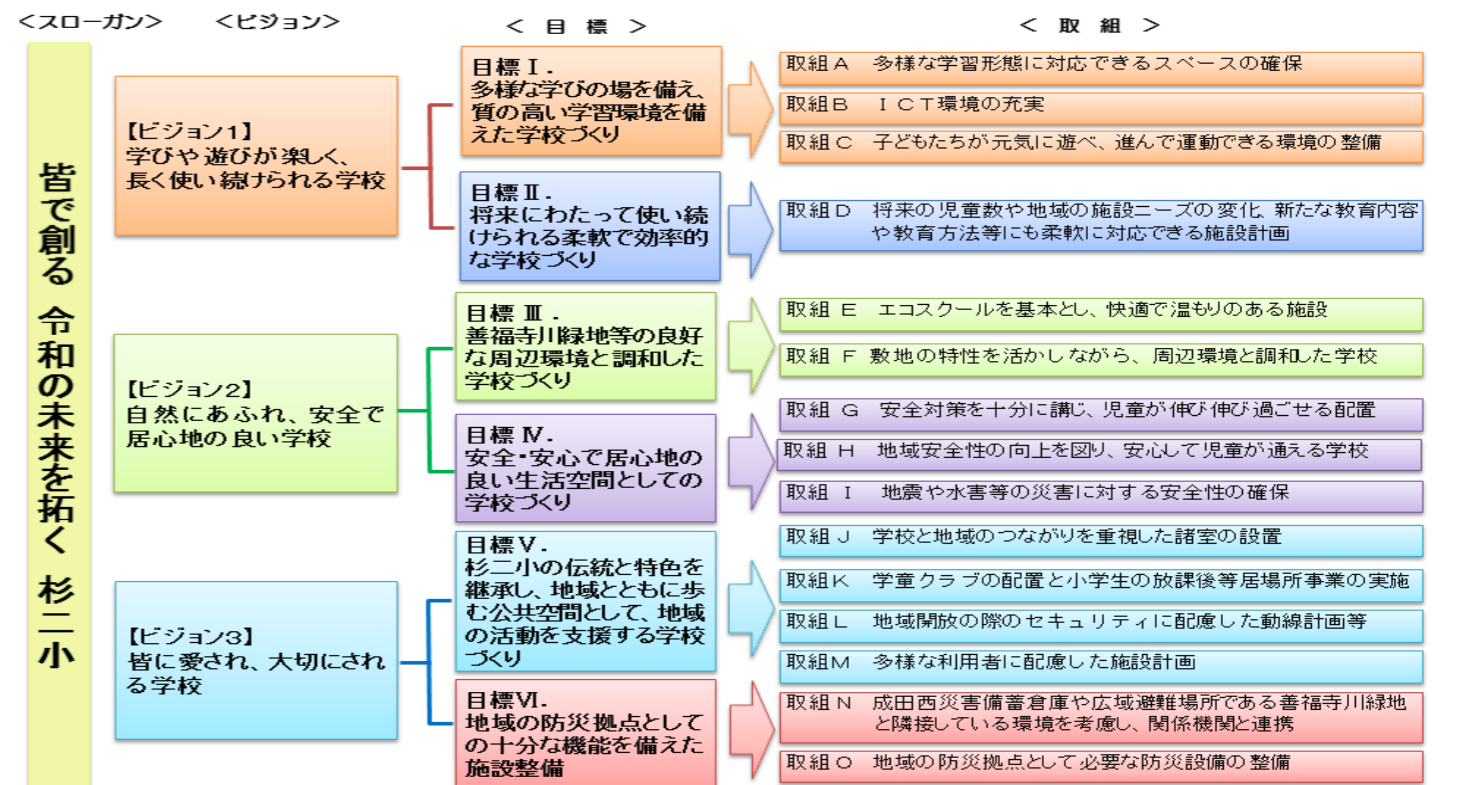 ＜スローガン＞　＜ビジョン＞　＜ 目 標 ＞　＜ 取 組 ＞
皆で創る 令和の未来を拓く 杉二小
【ビジョン1】
学びや遊びが楽しく、
長く使い続けられる学校
目標Ⅰ．
多様な学びの場を備え、
質の高い学習環境を備
えた学校づくり
取組Ａ　多様な学習形態に対応できるスペースの確保
取組Ｂ　ＩＣＴ環境の充実
取組Ｃ　子どもたちが元気に遊べ、進んで運動できる環境の整備
目標Ⅱ．
将来にわたって使い続
けられる柔軟で効率的
な学校づくり
取組Ｄ　将来の児童数や地域の施設ニーズの変化、新たな教育内容
や教育方法等にも柔軟に対応できる施設計画
【ビジョン2】
自然にあふれ、安全で
居心地の良い学校
目標 Ⅲ．
善福寺川緑地等の良好
な周辺環境と調和した
学校づくり
取組 Ｅ　エコスクールを基本とし、快適で温もりのある施設
取組 Ｆ 敷地の特性を活かしながら、周辺環境と調和した学校
目標 Ⅳ．
安全・安心で居心地の
良い生活空間としての
学校づくり
取組 Ｇ　安全対策を十分に講じ、児童が伸び伸び過ごせる配置
取組 Ｈ　地域安全性の向上を図り、安心して児童が通える学校
取組 Ｉ　地震や水害等の災害に対する安全性の確保
【ビジョン3】
皆に愛され、大切にされ
る学校
目標Ⅴ．
杉二小の伝統と特色を
継承し、地域とともに歩
む公共空間として、地域
の活動を支援する学校
づくり
取組Ｊ　学校と地域のつながりを重視した諸室の設置
取組Ｋ　学童クラブの配置と小学生の放課後等居場所事業の実施
取組Ｌ　地域開放の際のセキュリティに配慮した動線計画等
取組Ｍ　多様な利用者に配慮した施設計画
目標Ⅵ．
地域の防災拠点として
の十分な機能を備えた
施設整備
取組Ｎ　成田西災害備蓄倉庫や広域避難場所である善福寺川緑地
と隣接している環境を考慮し、関係機関と連携
取組Ｏ　地域の防災拠点として必要な防災設備の整備